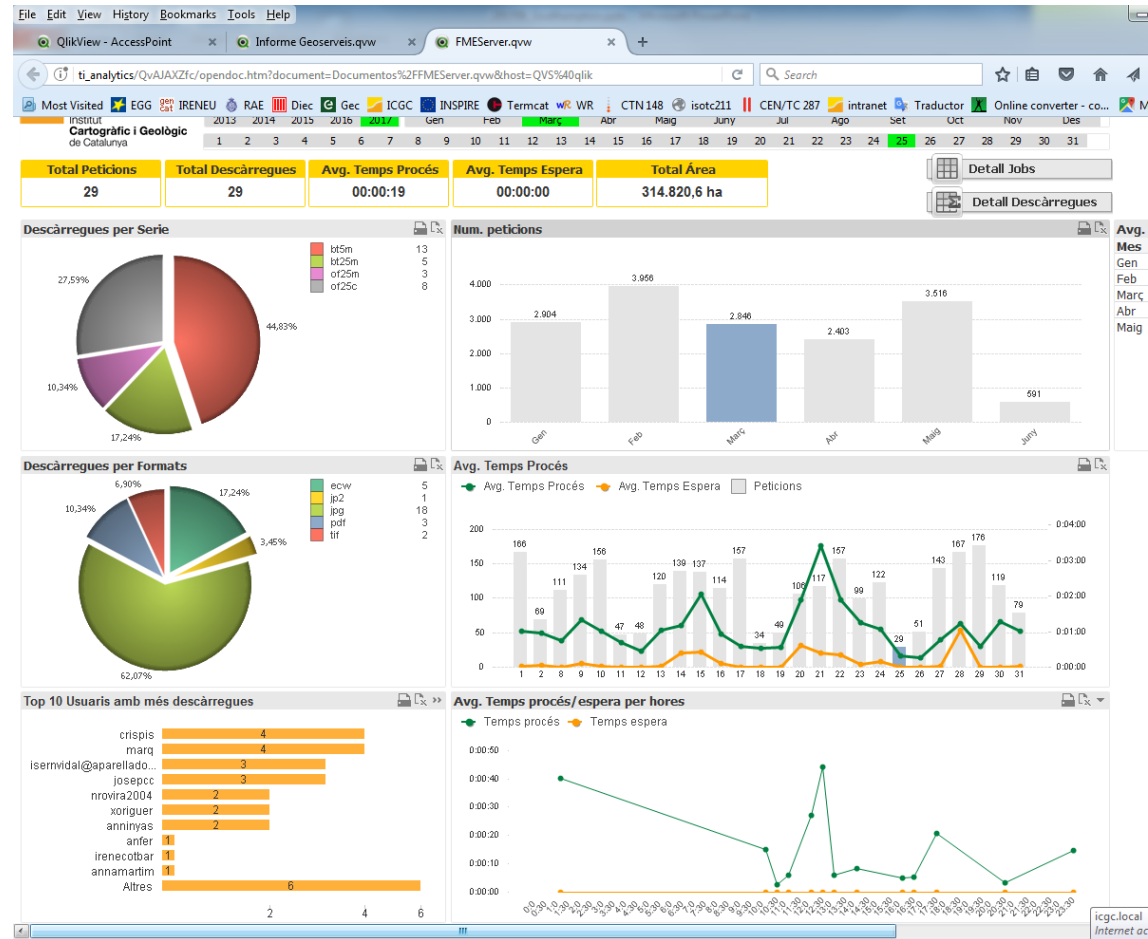 File Edit View History Bookmarks Tools Help
QlikView - AccessPoint × Informe Geoserveis.qvw × FMEServer.qvw × +
ti_analytics/QvAJAXZfc/opendoc.htm?document=Documentos%2FFMEServer.qvw&host=QVS%40qlik Search
Most Visited EGG IRENEU RAE Diec Gec ICGC INSPIRE Termcat WR WR CTN 148 isotc211 CEN/TC 287 intranet Traductor Online converter - co...
Institut 2013 2014 2015 2016 2017 Gen Feb Març Abr Maig Juny Jul Ago Set Oct Nov Des
Cartogràfic i Geològic
de Catalunya 1 2 3 4 5 6 7 8 9 10 11 12 13 14 15 16 17 18 19 20 21 22 23 24 25 26 27 28 29 30 31
Total Peticions Total Descàrregues Avg. Temps Procés Avg. Temps Espera Total Área
29 29 00:00:19 00:00:00 314.820,6 ha
Detall Jobs
Detall Descàrregues
Descàrregues per Serie
bt5m 13
bt25m 5
of25m 3
of25c 8
27,59%
44,83%
10,34%
17,24%
Num. peticions
4.000
3.000
2.000
1.000
0
2.904 3.956 2.846 2.403 3.516 591
Gen Feb Març Abr Maig Juny
Avg.
Mes
Gen
Feb
Març
Abr
Maig
Descàrregues per Formats
ecw 5
jp2 1
jpg 18
pdf 3
tif 2
6,90%
17,24%
10,34%
3,45%
62,07%
Avg. Temps Procés
Avg. Temps Procés Avg. Temps Espera Peticions
200
150
100
50
0
166 69 111 134 156 47 48 120 139 137 114 157 34 49 106 117 157 99 122 29 51 143 167 176 119 79
0:04:00
0:03:00
0:02:00
0:01:00
0:00:00
1 2 8 9 10 11 12 13 14 15 16 17 18 19 20 21 22 23 24 25 26 27 28 29 30 31
Top 10 Usuaris amb més descàrregues
crispis 4
marq 4
isernvidal@aparellado... 3
josepcc 3
nrovira2004 2
xoriguer 2
anninyas 2
anfer 1
irenecotbar 1
annamartim 1
Altres 6
2 4 6
Avg. Temps procés/espera per hores
Temps procés Temps espera
0:00:50
0:00:40
0:00:30
0:00:20
0:00:10
0:00:00
icgc.local
Internet ac